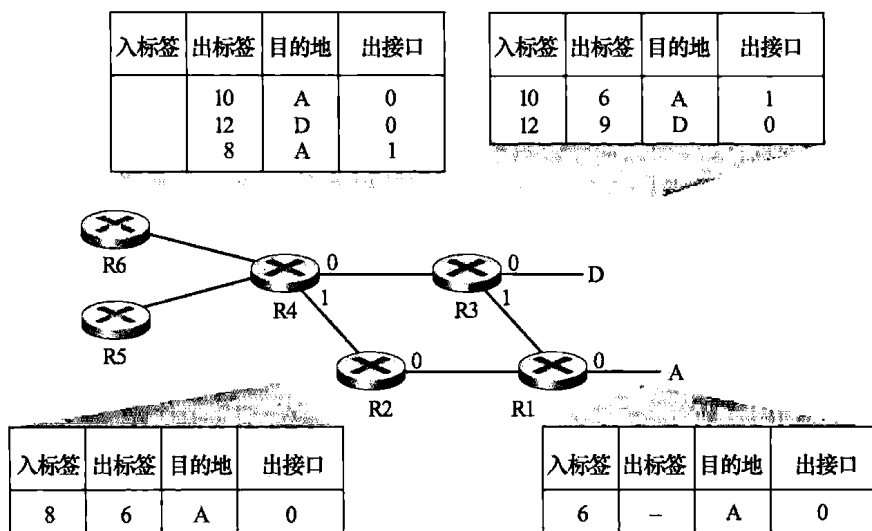 入标签 出标签 目的地 出接口
10 A 0
12 D 0
8 A 1
入标签 出标签 目的地 出接口
10 6 A 1
12 9 D 0
R6
R5
0
1
R4
0
1
R3
D
0
R2
0
R1
A
入标签 出标签 目的地 出接口
8 6 A 0
入标签 出标签 目的地 出接口
6 – A 0